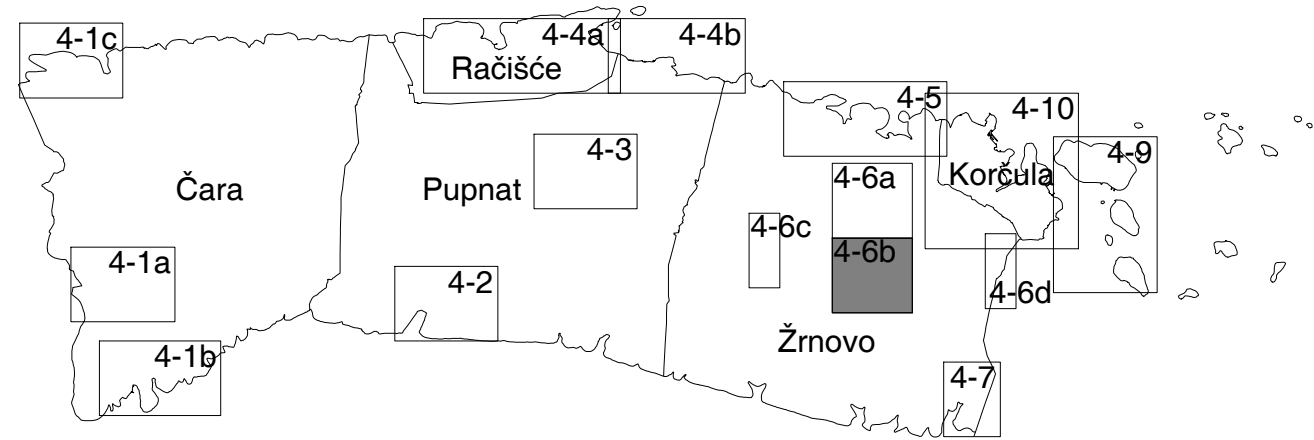 4-1c
4-4a
4-4b
Račišće
4-5
4-10
4-3
4-9
Čara
Pupnat
4-6a
Korčula
4-6c
4-6b
4-1a
4-2
4-6d
Žrnovo
4-1b
4-7